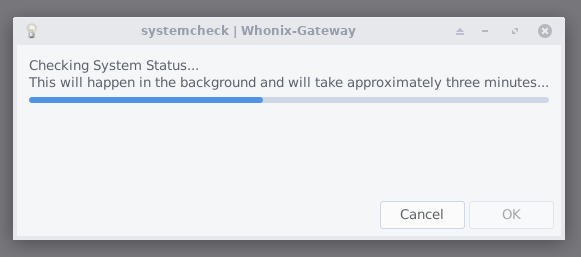 systemcheck | Whonix-Gateway
Checking System Status...
This will happen in the background and will take approximately three minutes...
Cancel
OK